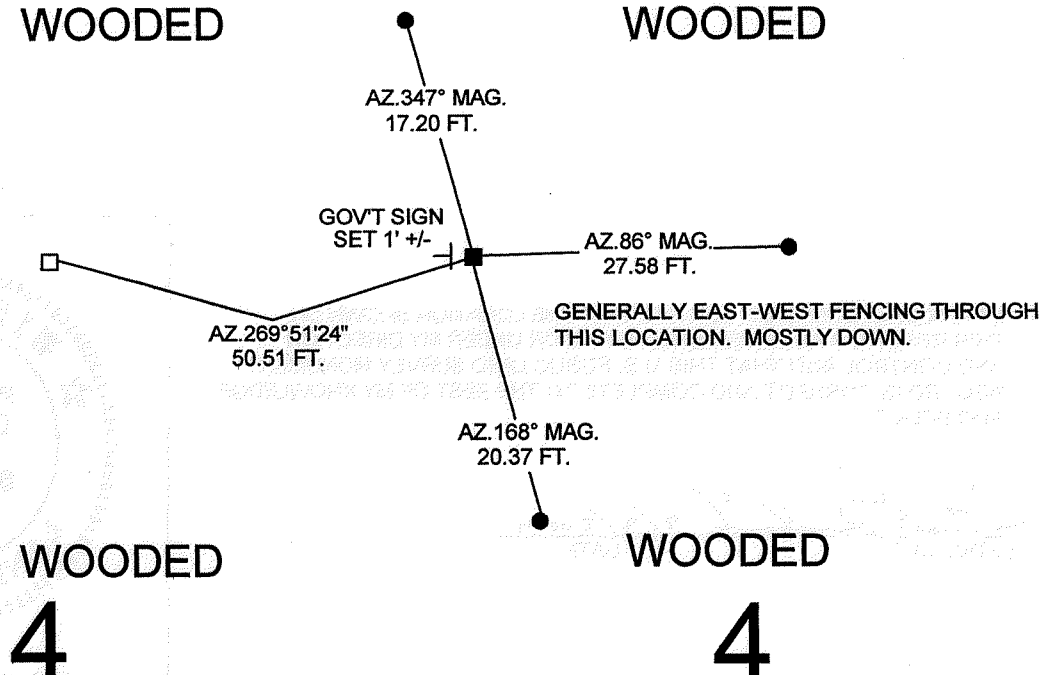 WOODED
WOODED
AZ.347° MAG.
17.20 FT.
GOV'T SIGN
SET 1' +/-
AZ.86° MAG.
27.58 FT.
GENERALLY EAST-WEST FENCING THROUGH
THIS LOCATION. MOSTLY DOWN.
AZ.269°51'24"
50.51 FT.
AZ.168° MAG.
20.37 FT.
WOODED
WOODED
4
4